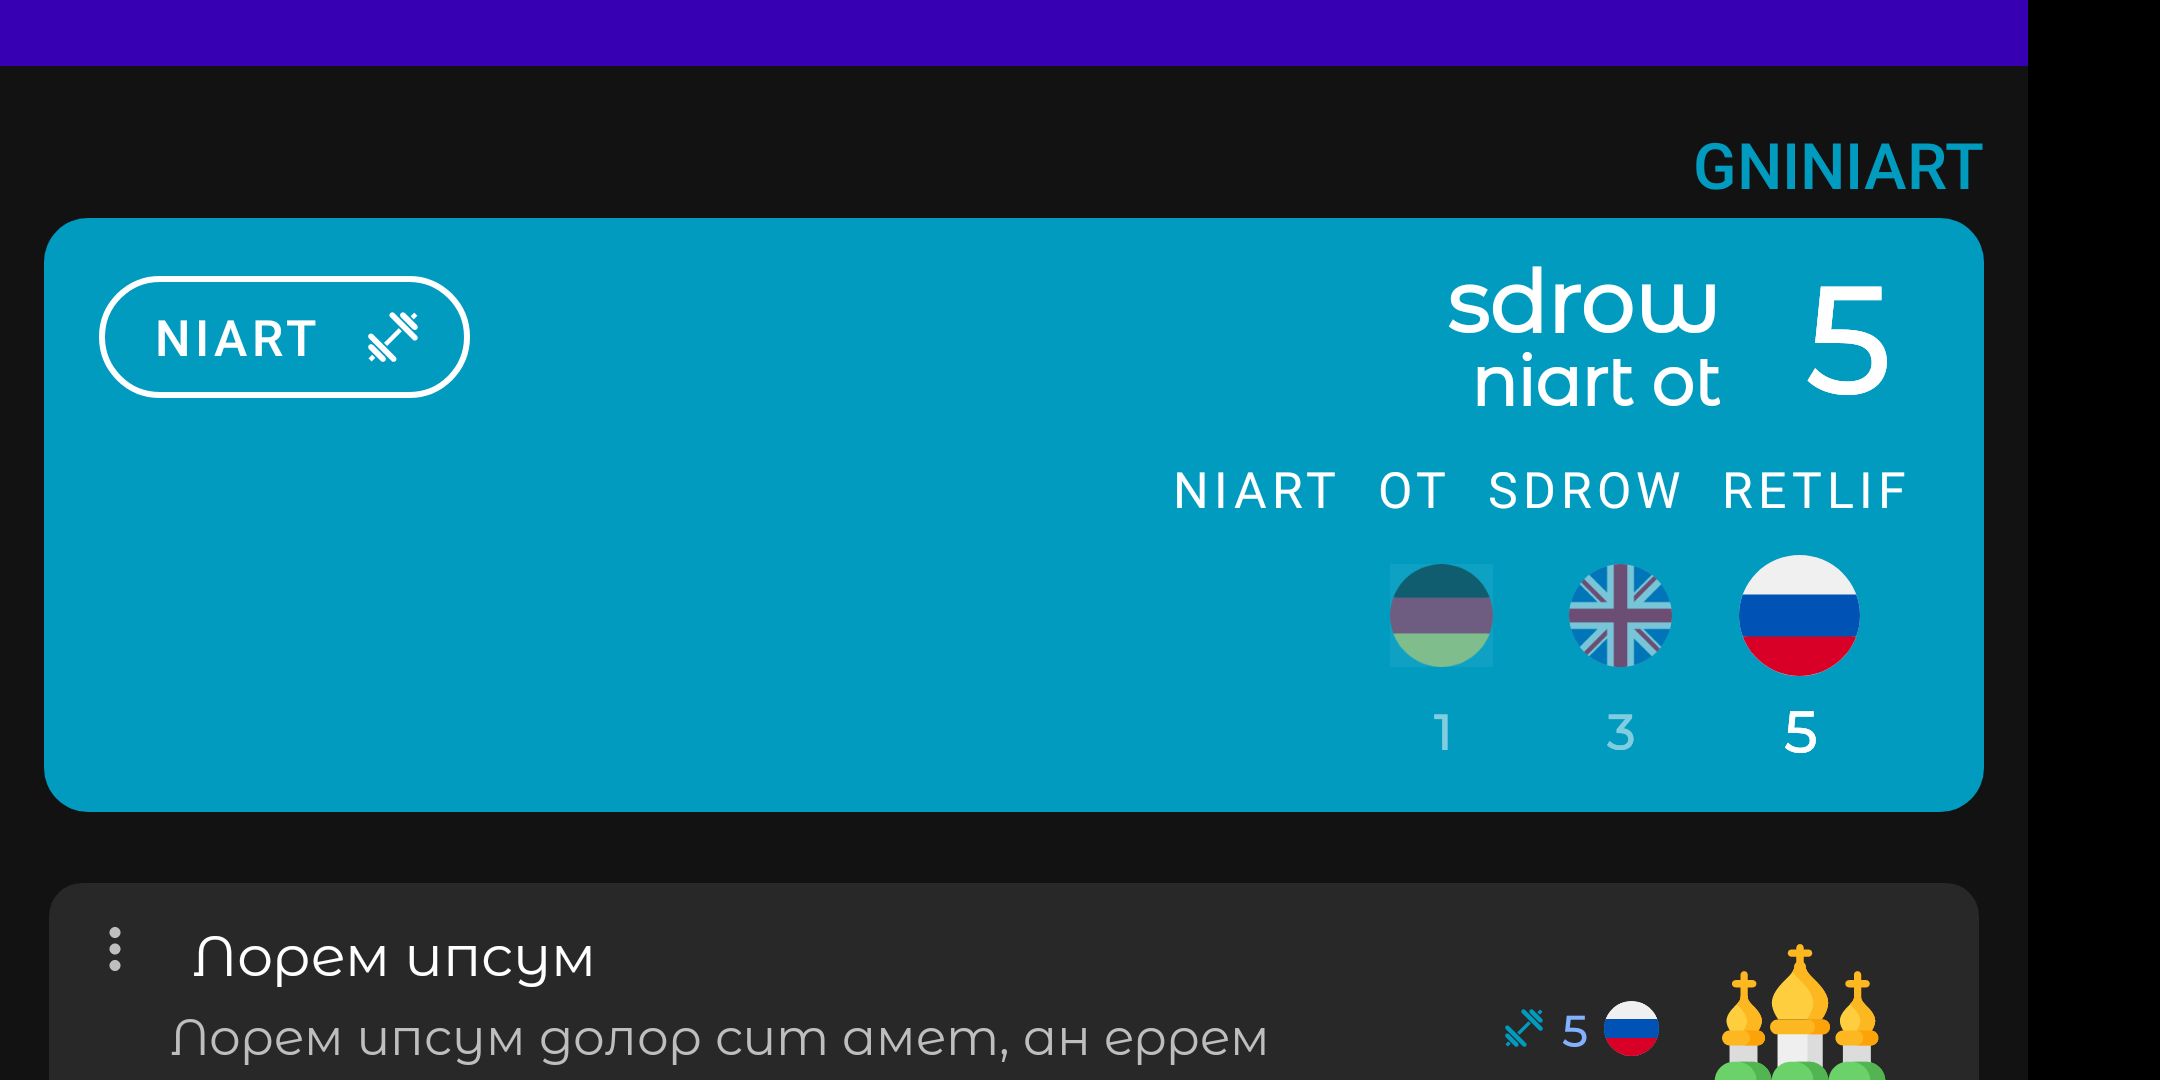 GNINIART
NIART
sdrow 5
niart ot
NIART OT SDROW RETLIF
1 3 5
Лорем ипсум
Лорем ипсум долор сит амет, ан еррем
5